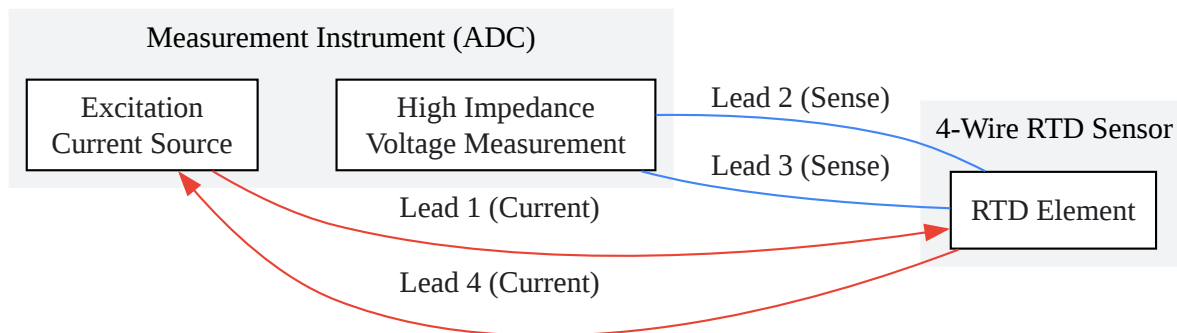 Measurement Instrument (ADC)
Excitation
Current Source
High Impedance
Voltage Measurement
Lead 2 (Sense)
4-Wire RTD Sensor
Lead 3 (Sense)
RTD Element
Lead 1 (Current)
Lead 4 (Current)